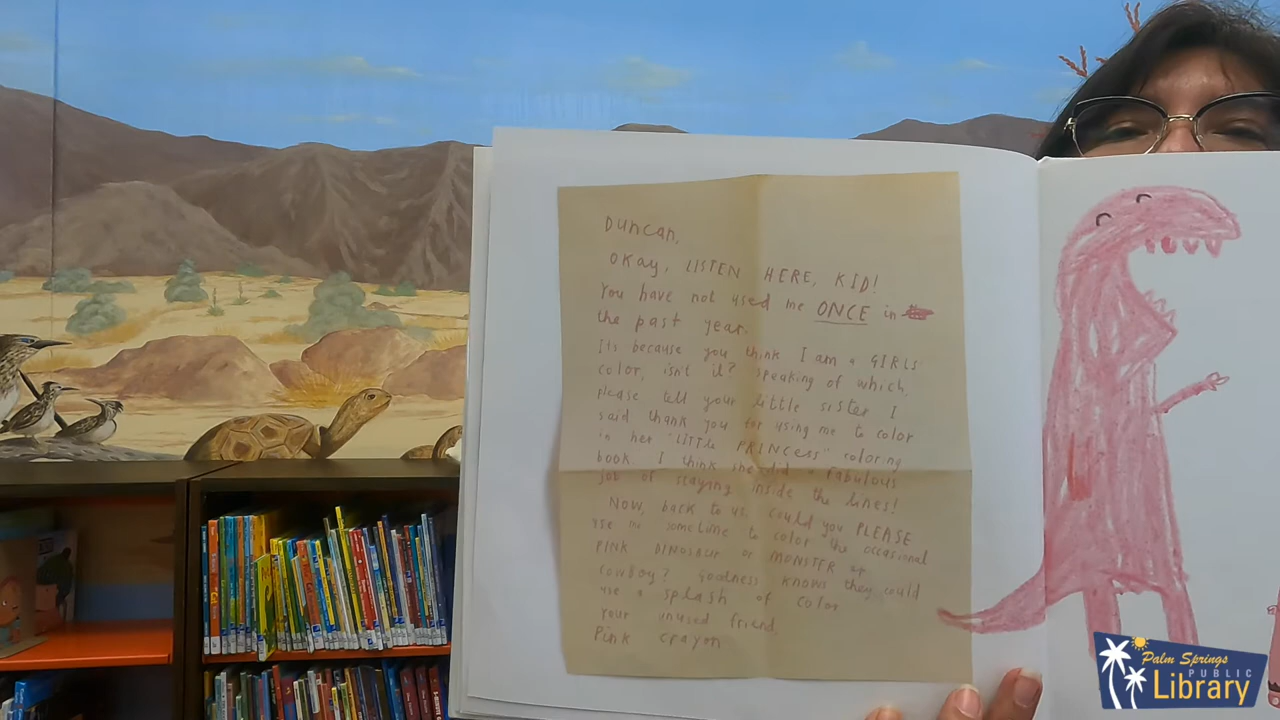 Duncan,
Okay, LISTEN HERE, KID!
You have not used me ONCE in
the past year.
Its because you think I am a GIRLS
color, isn't it? Speaking of which,
please tell your little sister I
said thank you for using me to color
in her "LITTLE PRINCESS" coloring
book. I think she did a fabulous
job of staying inside the lines!
Now, back to us. Could you PLEASE
use me sometime to color the occasional
PINK DINOSAUR or MONSTER or
COWBOY? Goodness knows they could
use a splash of color.
Your unused friend,
Pink crayon
Palm Springs
PUBLIC
Library